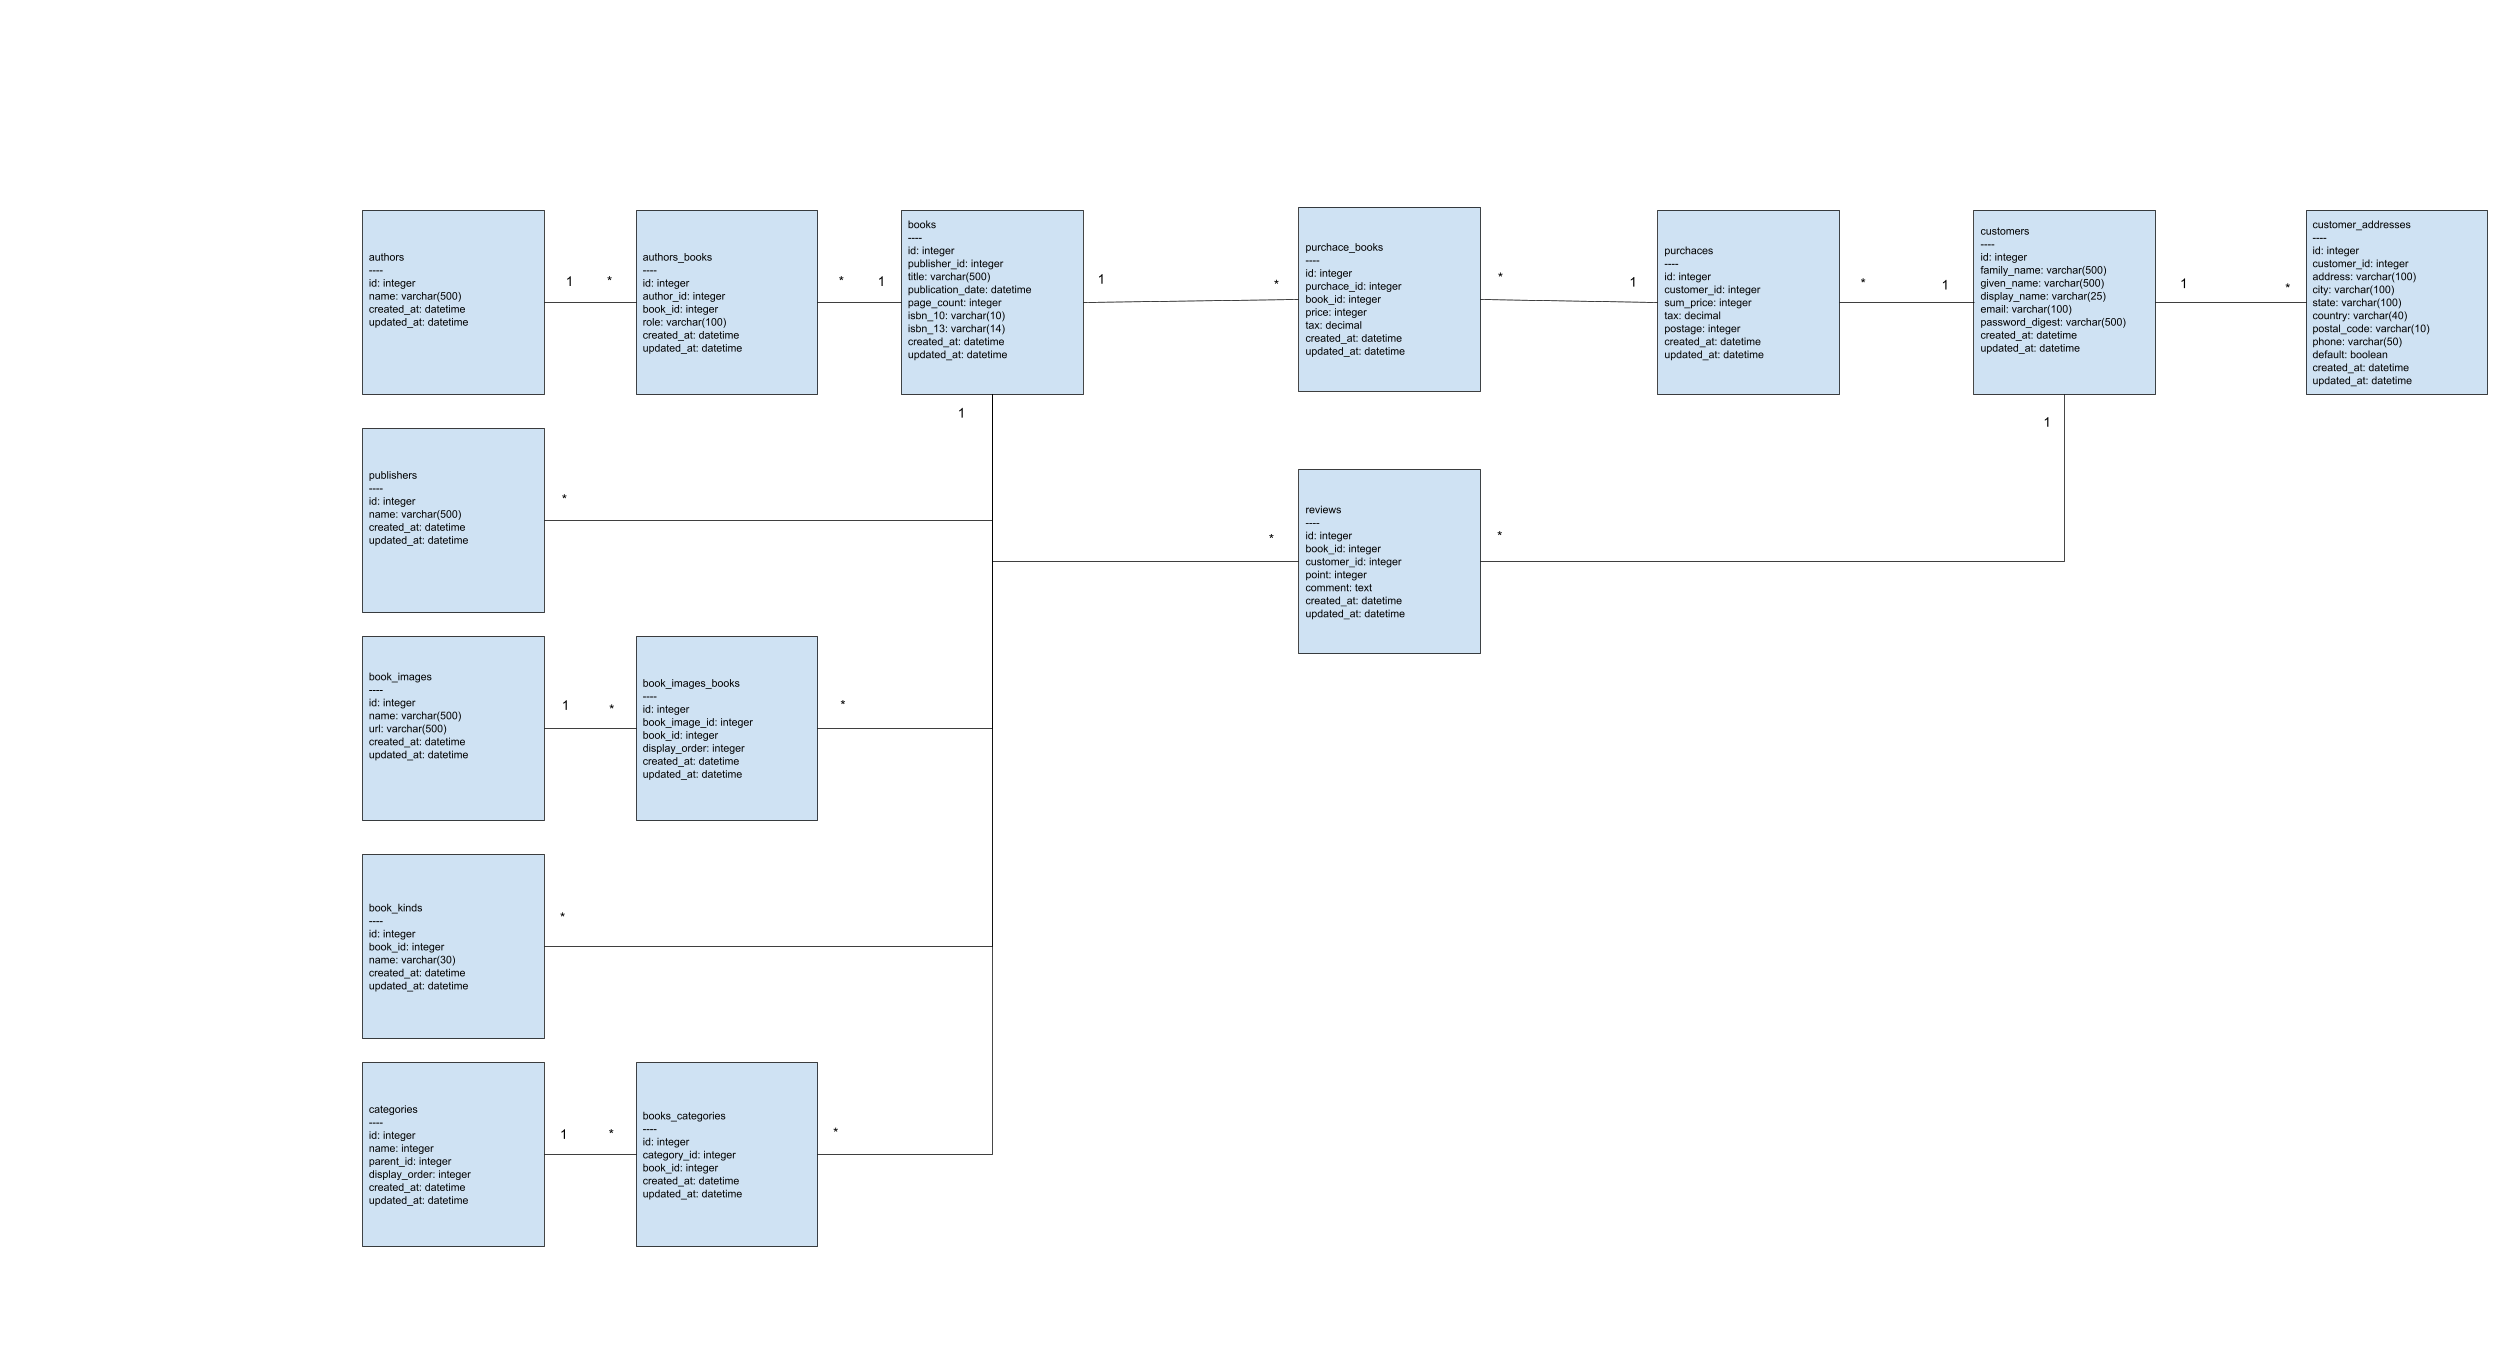 authors
----
id: integer
name: varchar(500)
created_at: datetime
updated_at: datetime
1
*
authors_books
----
id: integer
author_id: integer
book_id: integer
role: varchar(100)
created_at: datetime
updated_at: datetime
*
1
books
----
id: integer
publisher_id: integer
title: varchar(500)
publication_date: datetime
page_count: integer
isbn_10: varchar(10)
isbn_13: varchar(14)
created_at: datetime
updated_at: datetime
1
*
purchace_books
----
id: integer
purchace_id: integer
book_id: integer
price: integer
tax: decimal
created_at: datetime
updated_at: datetime
*
1
purchaces
----
id: integer
customer_id: integer
sum_price: integer
tax: decimal
postage: integer
created_at: datetime
updated_at: datetime
*
1
customers
----
id: integer
family_name: varchar(500)
given_name: varchar(500)
display_name: varchar(25)
email: varchar(100)
password_digest: varchar(500)
created_at: datetime
updated_at: datetime
1
*
customer_addresses
----
id: integer
customer_id: integer
address: varchar(100)
city: varchar(100)
state: varchar(100)
country: varchar(40)
postal_code: varchar(10)
phone: varchar(50)
default: boolean
created_at: datetime
updated_at: datetime
1
1
publishers
----
id: integer
name: varchar(500)
created_at: datetime
updated_at: datetime
*
*
reviews
----
id: integer
book_id: integer
customer_id: integer
point: integer
comment: text
created_at: datetime
updated_at: datetime
*
book_images
----
id: integer
name: varchar(500)
url: varchar(500)
created_at: datetime
updated_at: datetime
1
*
book_images_books
----
id: integer
book_image_id: integer
book_id: integer
display_order: integer
created_at: datetime
updated_at: datetime
*
book_kinds
----
id: integer
book_id: integer
name: varchar(30)
created_at: datetime
updated_at: datetime
*
categories
----
id: integer
name: integer
parent_id: integer
display_order: integer
created_at: datetime
updated_at: datetime
1
*
books_categories
----
id: integer
category_id: integer
book_id: integer
created_at: datetime
updated_at: datetime
*